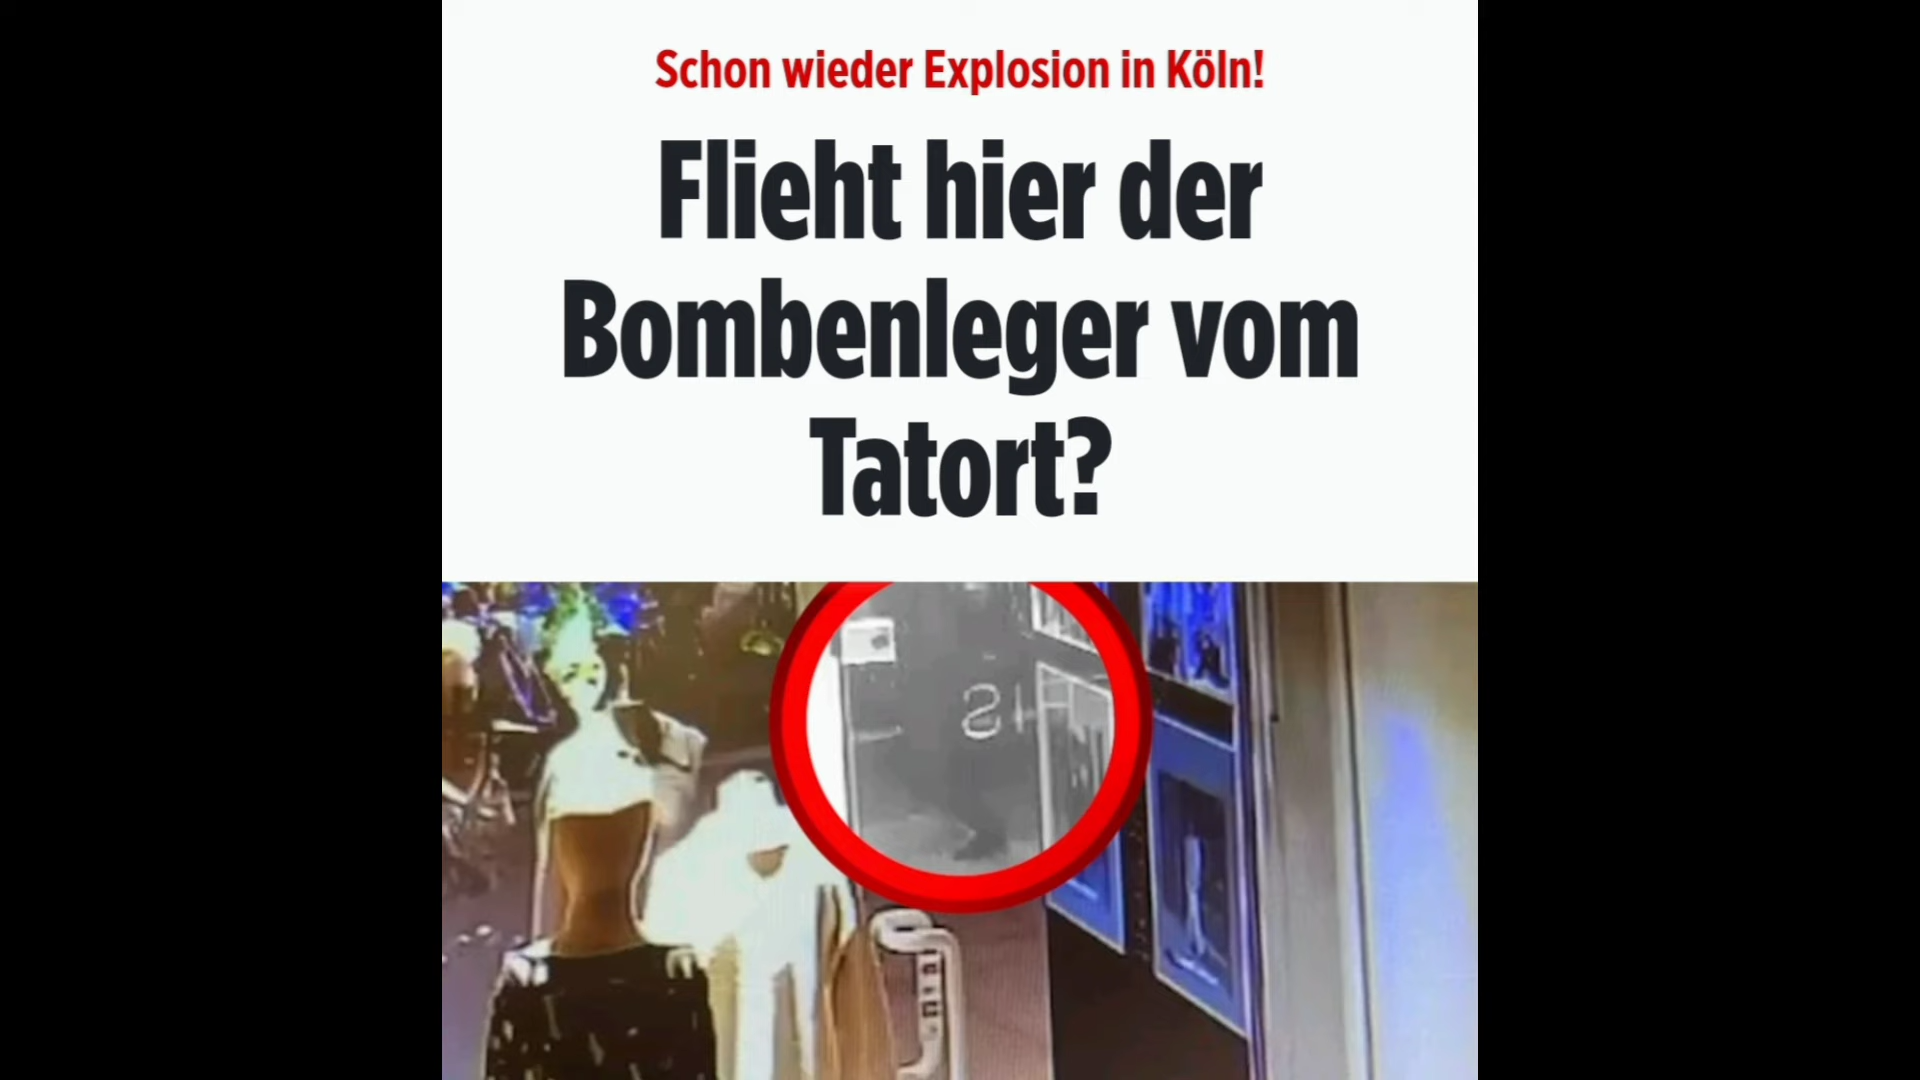 Schon wieder Explosion in Köln!
Flieht hier der
Bombenleger vom
Tatort?